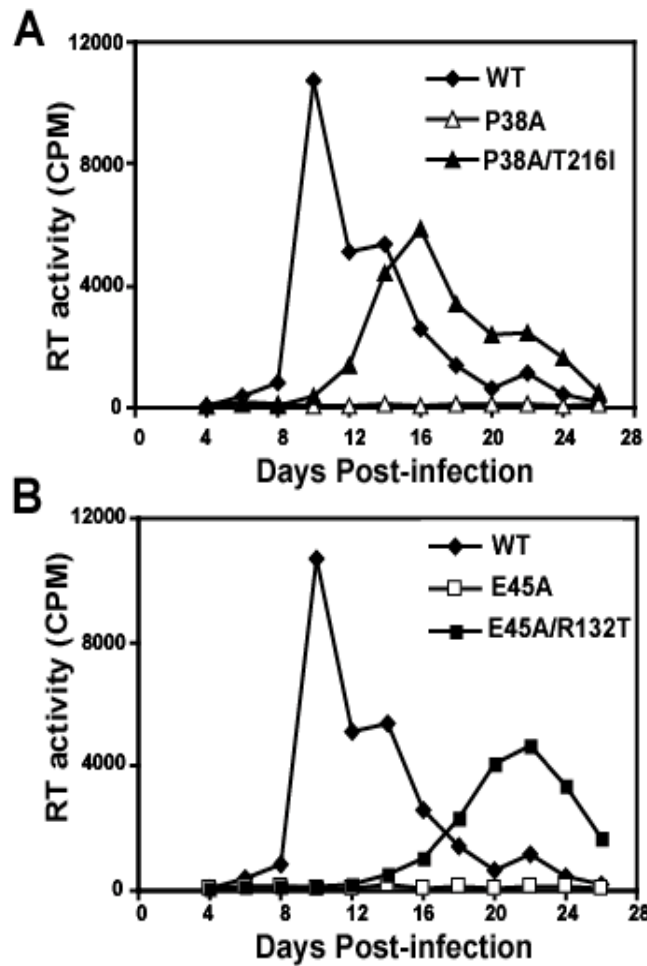 A
12000
8000
4000
0
RT activity (CPM)
WT
P38A
P38A/T216I
0 4 8 12 16 20 24 28
Days Post-infection
B
12000
8000
4000
0
RT activity (CPM)
WT
E45A
E45A/R132T
0 4 8 12 16 20 24 28
Days Post-infection